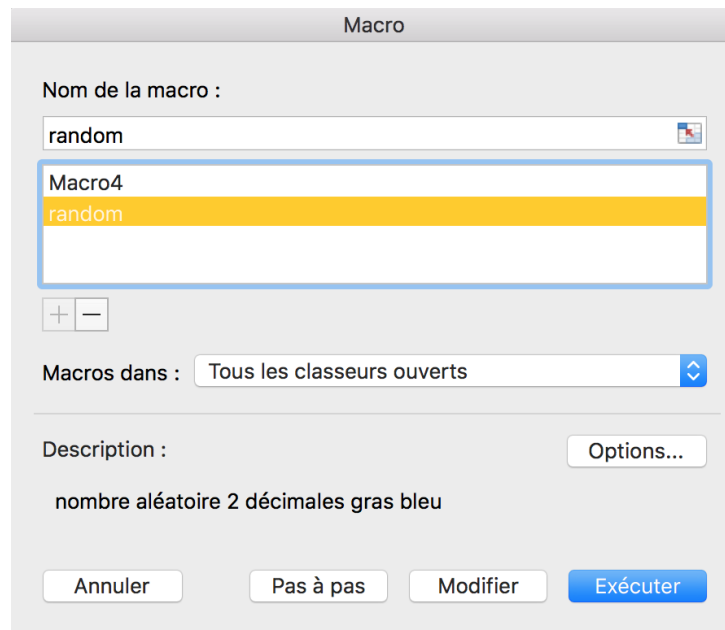 Macro
Nom de la macro :
random
Macro4
random
Macros dans : Tous les classeurs ouverts
Description :
Options...
nombre aléatoire 2 décimales gras bleu
Annuler Pas à pas Modifier Exécuter